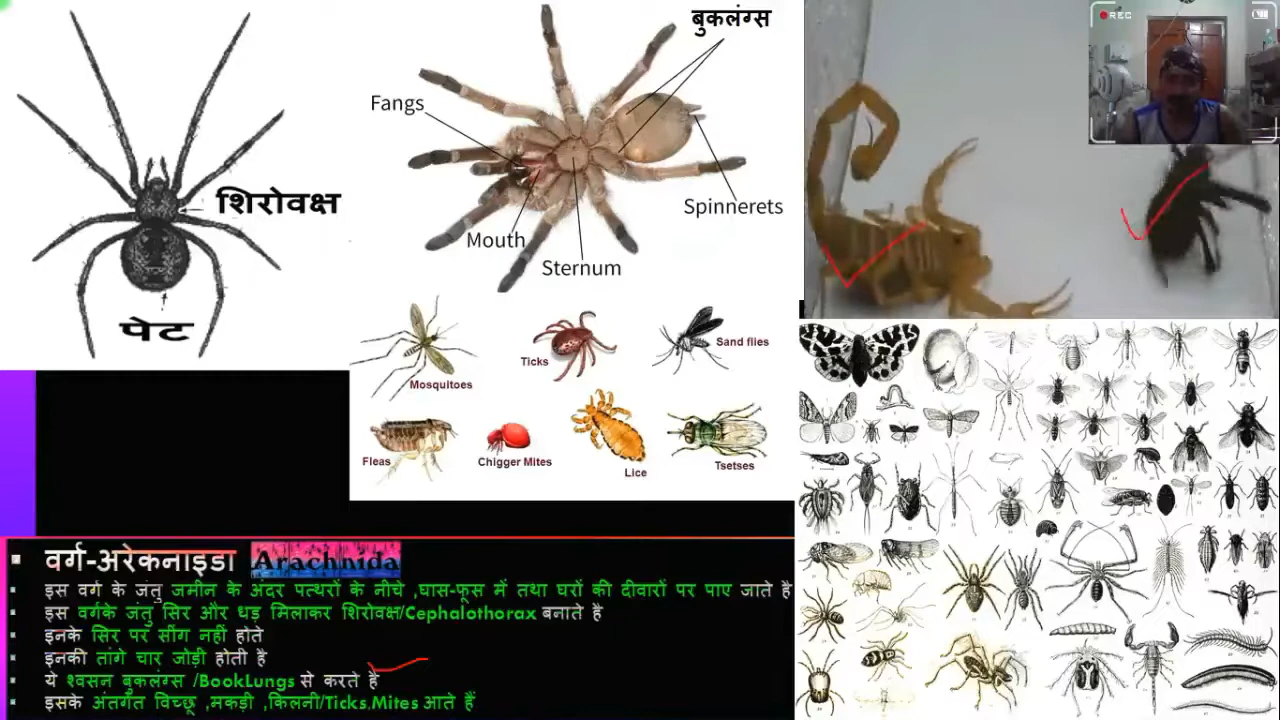 बुकलंग्स
REC
Fangs
शिरोवक्ष
Spinnerets
Mouth
Sternum
पेट
Sand flies
Ticks
Mosquitoes
Fleas
Chigger Mites
Lice
Tsetses
वर्ग-अरेकनाइडा Arachnida
इस वर्ग के जंतु जमीन के अंदर पत्थरों के नीचे ,घास-फूस में तथा घरों की दीवारों पर पाए जाते है
इस वर्गके जंतु सिर और धड़ मिलाकर शिरोवक्ष/Cephalothorax बनाते है
इनके सिर पर सींग नहीं होते
इनकी तांगे चार जोड़ी होती है
ये श्वसन बुकलंग्स /BookLungs से करते है
इसके अंतर्गत विच्छू ,मकड़ी ,किलनी/Ticks,Mites आते हैं